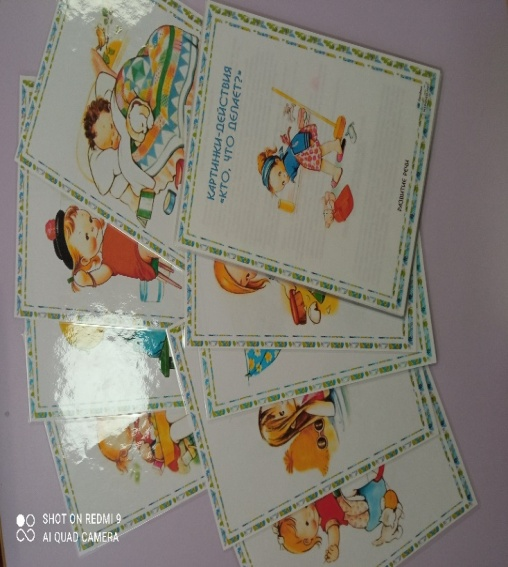 КАРТИНКИ-ДЕЙСТВИЯ
«КТО, ЧТО ДЕЛАЕТ?»
РАЗВИТИЕ РЕЧИ
SHOT ON REDMI 9
AI QUAD CAMERA